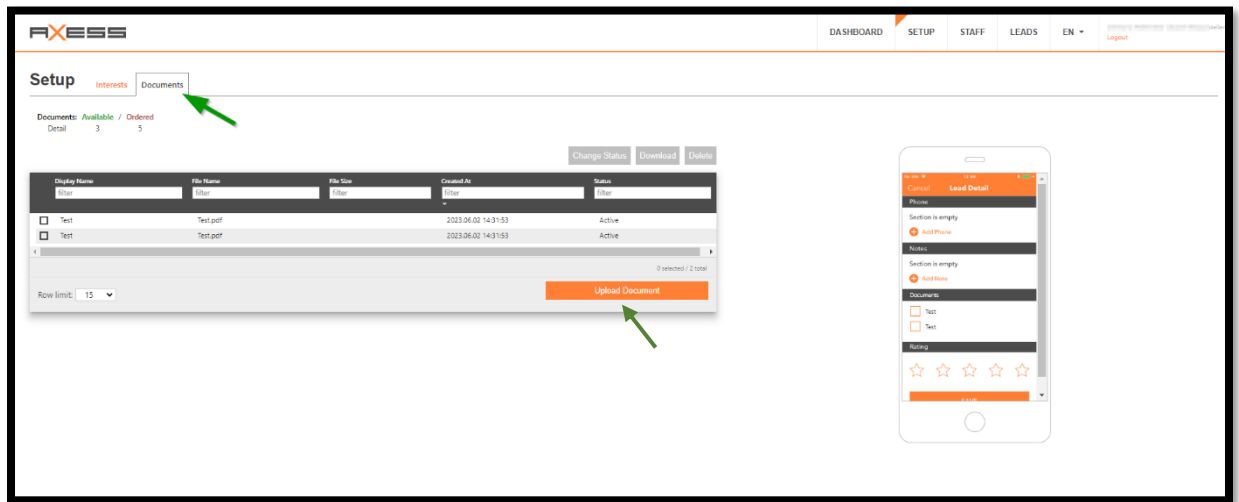 AXESS
DASHBOARD SETUP STAFF LEADS EN
Logout
Setup Interests Documents
Documents: Available / Ordered
Detail 3 5
Change Status Download Delete
Display Name File Name File Size Created At Status
filter filter filter filter filter
Test Test.pdf 2023.06.02 14:31:53 Active
Test Test.pdf 2023.06.02 14:31:53 Active
0 selected / 2 total
Row limit: 15 Upload Document
Cancel Lead Detail
Phone
Section is empty
Add Phone
Notes
Section is empty
Add Note
Documents
Test
Test
Rating